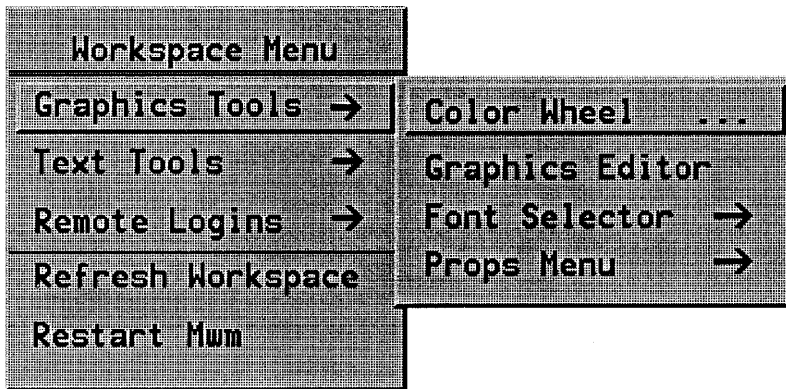 Workspace Menu
Graphics Tools →
Text Tools →
Remote Logins →
Refresh Workspace
Restart Mwm
Color Wheel ...
Graphics Editor
Font Selector →
Props Menu →